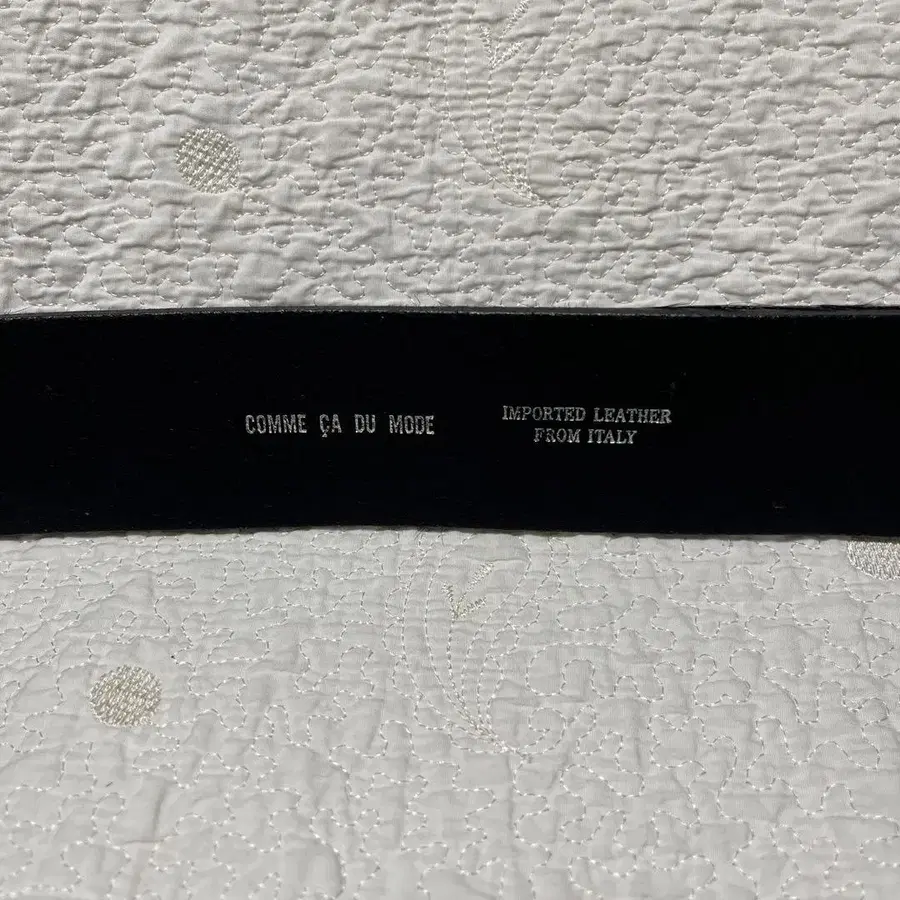 COMME ÇA DU MODE
IMPORTED LEATHER
FROM ITALY